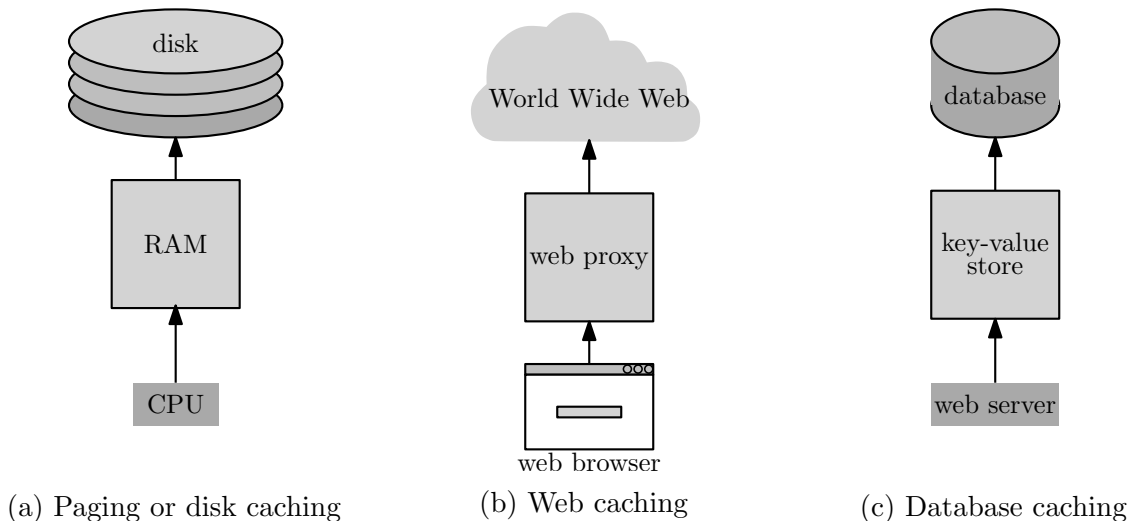 disk
RAM
CPU
(a) Paging or disk caching
World Wide Web
web proxy
web browser
(b) Web caching
database
key-value
store
web server
(c) Database caching